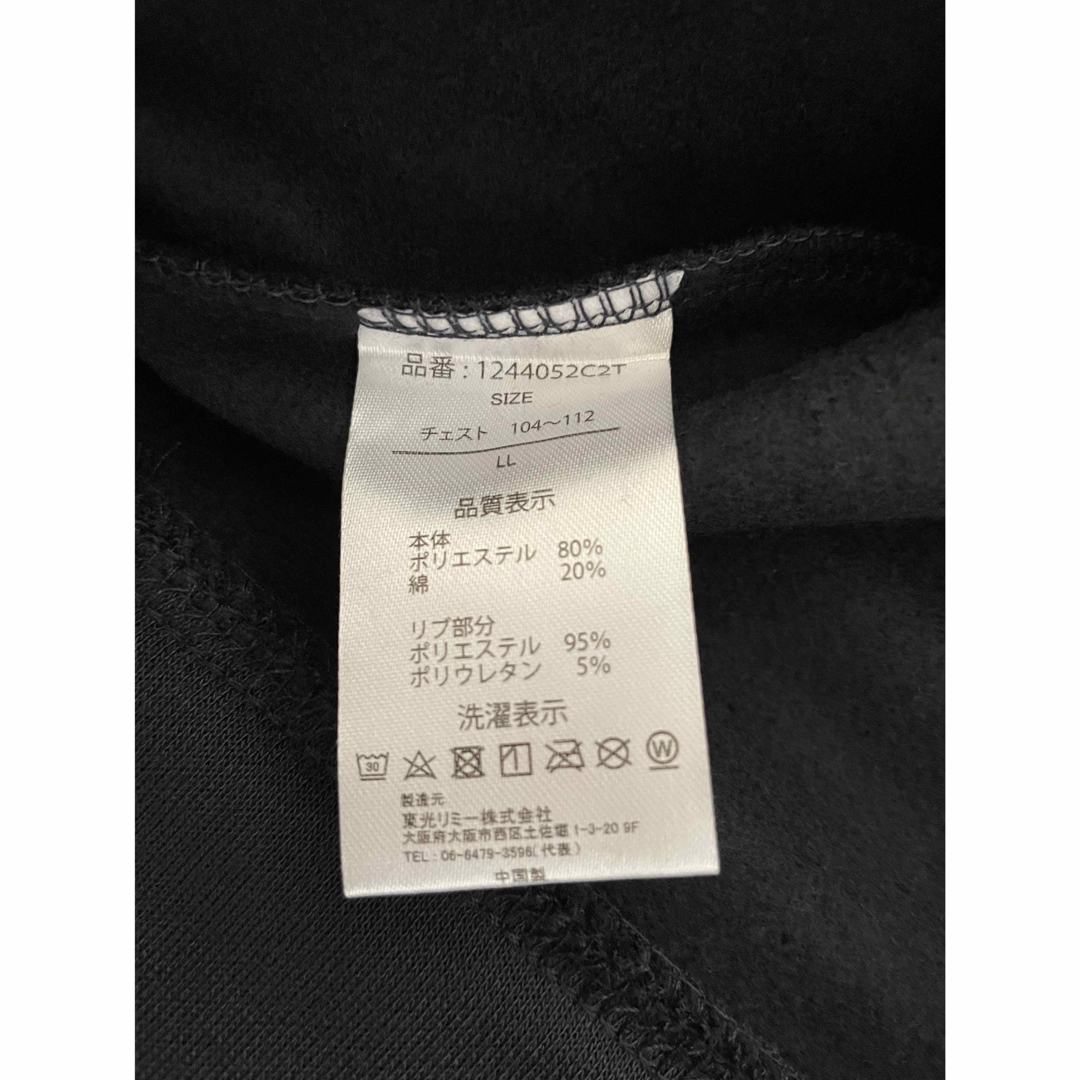 品番 : 1244052C2T
SIZE
チェスト 104〜112
LL
品質表示
本体
ポリエステル 80%
綿 20%
リブ部分
ポリエステル 95%
ポリウレタン 5%
洗濯表示
30 W
製造元
東光リミー株式会社
大阪府大阪市西区土佐堀 1-3-20 9F
TEL : 06-6479-3596(代表)
中国製